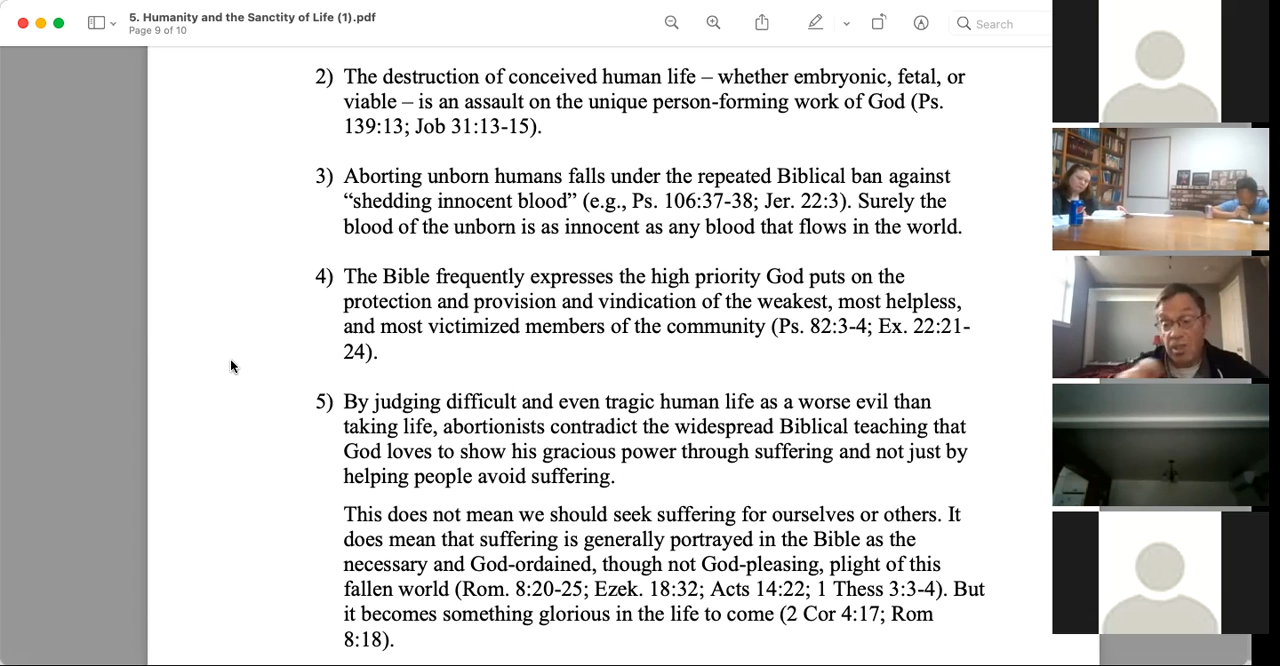 5. Humanity and the Sanctity of Life (1).pdf
Page 9 of 10
Search
2) The destruction of conceived human life – whether embryonic, fetal, or
viable – is an assault on the unique person-forming work of God (Ps.
139:13; Job 31:13-15).
3) Aborting unborn humans falls under the repeated Biblical ban against
“shedding innocent blood” (e.g., Ps. 106:37-38; Jer. 22:3). Surely the
blood of the unborn is as innocent as any blood that flows in the world.
4) The Bible frequently expresses the high priority God puts on the
protection and provision and vindication of the weakest, most helpless,
and most victimized members of the community (Ps. 82:3-4; Ex. 22:21-
24).
5) By judging difficult and even tragic human life as a worse evil than
taking life, abortionists contradict the widespread Biblical teaching that
God loves to show his gracious power through suffering and not just by
helping people avoid suffering.
This does not mean we should seek suffering for ourselves or others. It
does mean that suffering is generally portrayed in the Bible as the
necessary and God-ordained, though not God-pleasing, plight of this
fallen world (Rom. 8:20-25; Ezek. 18:32; Acts 14:22; 1 Thess 3:3-4). But
it becomes something glorious in the life to come (2 Cor 4:17; Rom
8:18).